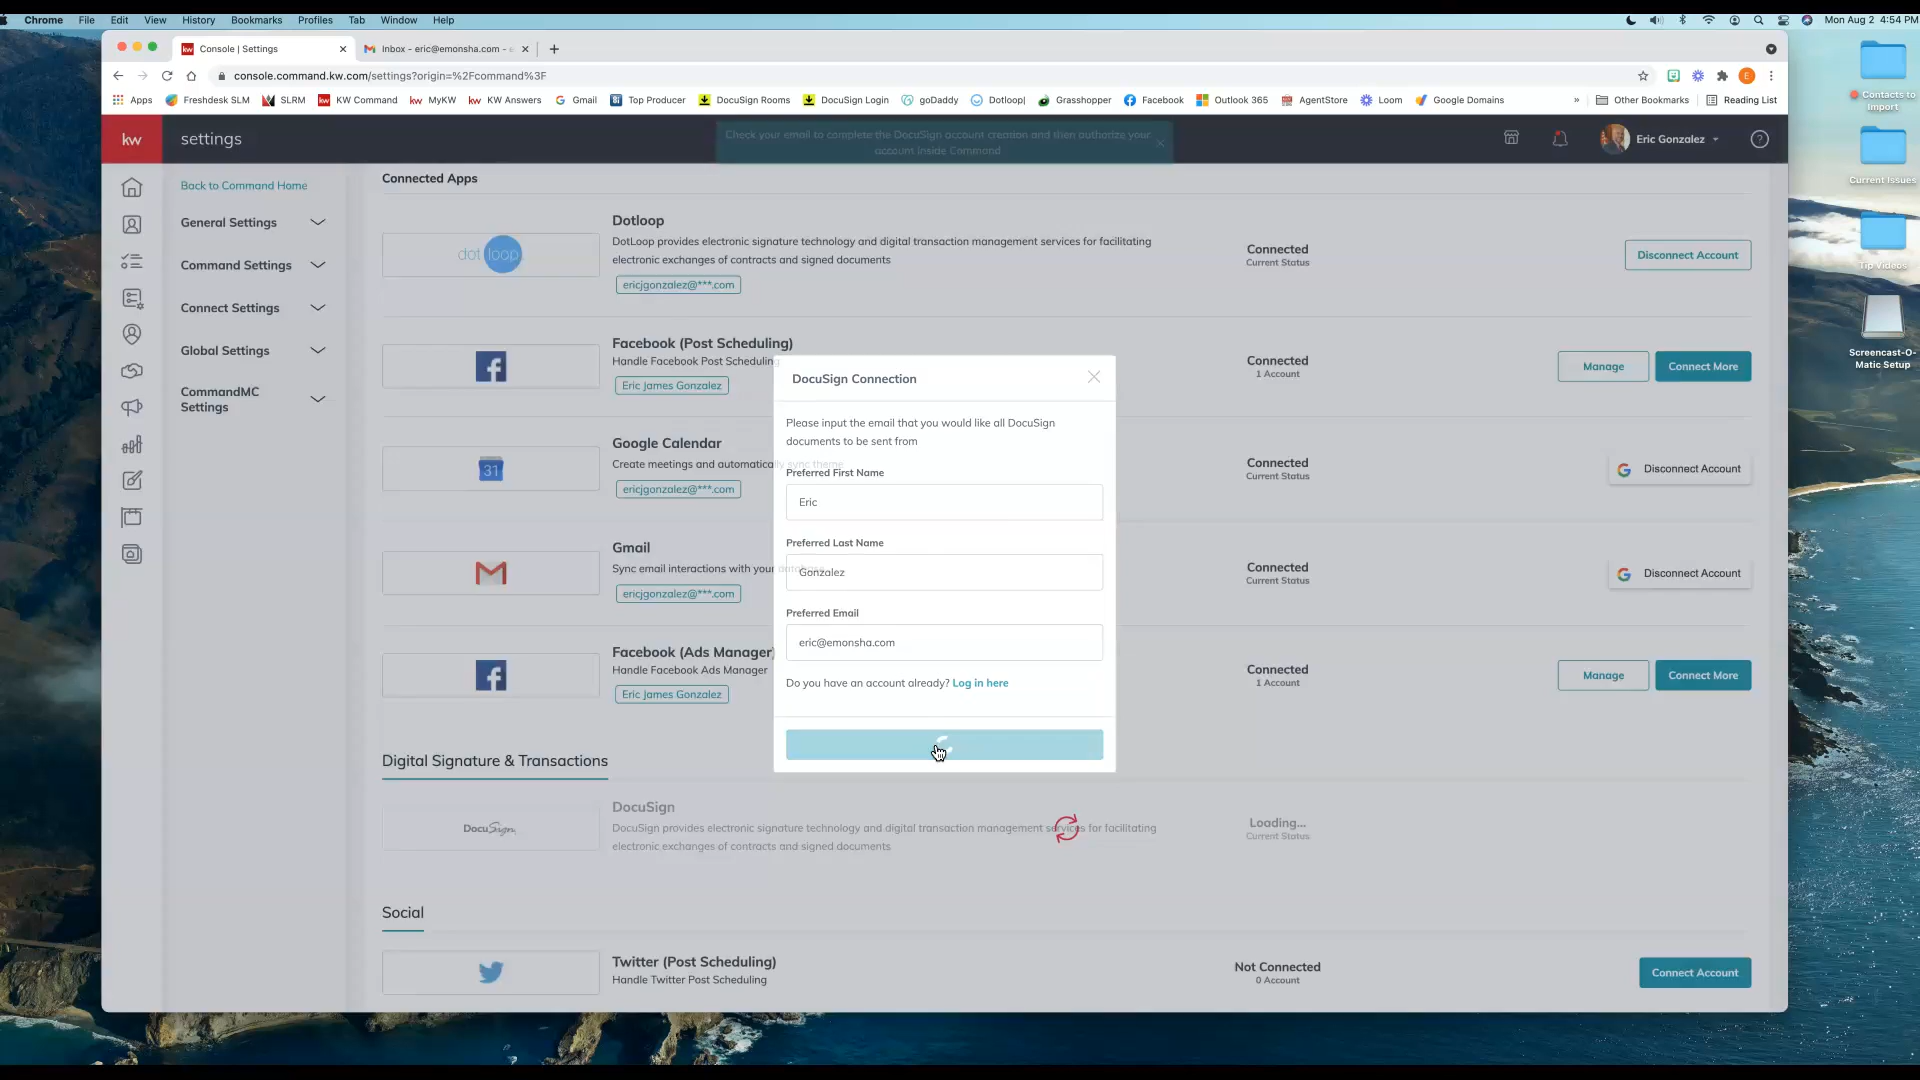 Chrome File Edit View History Bookmarks Profiles Tab Window Help
Mon Aug 2 4:54 PM
Console | Settings
Inbox - eric@emonsha.com -
console.command.kw.com/settings?origin=%2Fcommand%3F
Apps Freshdesk SLM SLRM KW Command MyKW KW Answers Gmail Top Producer DocuSign Rooms DocuSign Login goDaddy Dotloop| Grasshopper Facebook Outlook 365 AgentStore Loom Google Domains » Other Bookmarks Reading List
kw
settings
Check your email to complete the DocuSign account creation and then authorize your
account inside Command
Eric Gonzalez
Back to Command Home
General Settings
Command Settings
Connect Settings
Global Settings
CommandMC
Settings
Connected Apps
dot loop
Dotloop
DotLoop provides electronic signature technology and digital transaction management services for facilitating
electronic exchanges of contracts and signed documents
ericjgonzalez@***.com
Connected
Current Status
Disconnect Account
Facebook (Post Scheduling)
Handle Facebook Post Scheduling
Eric James Gonzalez
Connected
1 Account
Manage
Connect More
31
Google Calendar
Create meetings and automatically sync theme
ericjgonzalez@***.com
Connected
Current Status
Disconnect Account
Gmail
Sync email interactions with your database
ericjgonzalez@***.com
Connected
Current Status
Disconnect Account
Facebook (Ads Manager)
Handle Facebook Ads Manager
Eric James Gonzalez
Connected
1 Account
Manage
Connect More
DocuSign Connection
Please input the email that you would like all DocuSign
documents to be sent from
Preferred First Name
Eric
Preferred Last Name
Gonzalez
Preferred Email
eric@emonsha.com
Do you have an account already? Log in here
Digital Signature & Transactions
DocuSign
DocuSign
DocuSign provides electronic signature technology and digital transaction management services for facilitating
electronic exchanges of contracts and signed documents
Loading...
Current Status
Social
Twitter (Post Scheduling)
Handle Twitter Post Scheduling
Not Connected
0 Account
Connect Account
Contacts to
Import
Current Issues
Tip Videos
Screencast-O-
Matic Setup